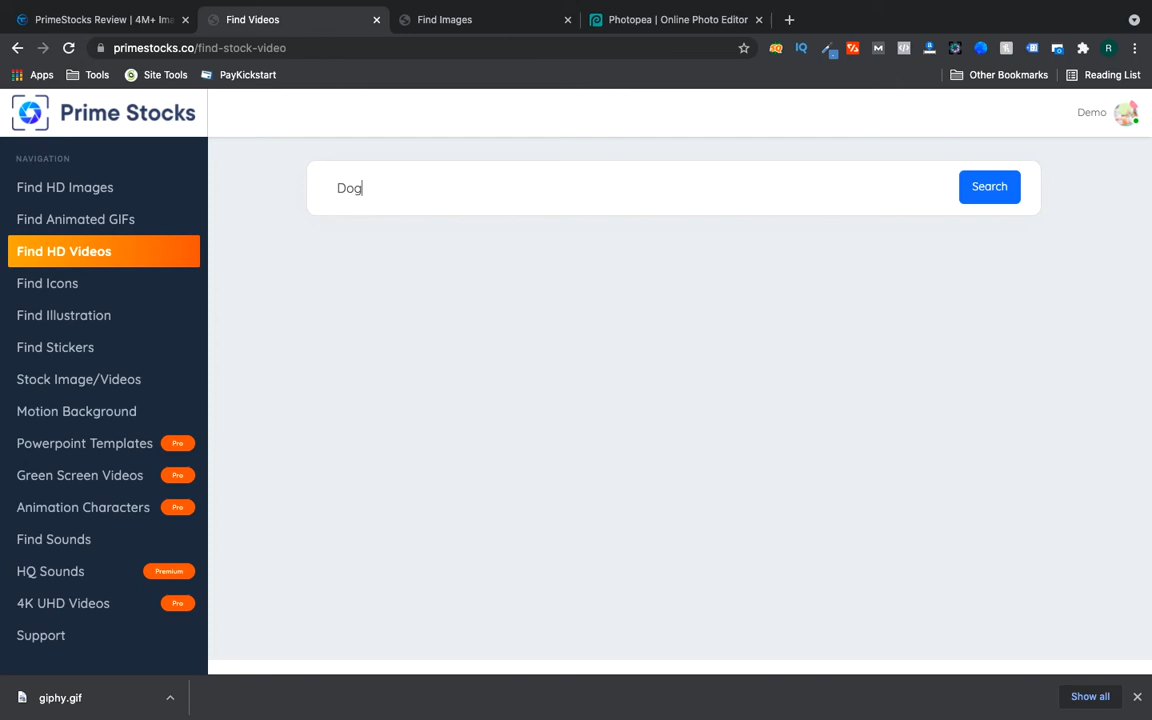 PrimeStocks Review | 4M+ Ima
Find Videos
Find Images
Photopea | Online Photo Editor
primestocks.co/find-stock-video
R
Apps
Tools
Site Tools
PayKickstart
Other Bookmarks
Reading List
Prime Stocks
Demo
NAVIGATION
Find HD Images
Find Animated GIFs
Find HD Videos
Find Icons
Find Illustration
Find Stickers
Stock Image/Videos
Motion Background
Powerpoint Templates Pro
Green Screen Videos Pro
Animation Characters Pro
Find Sounds
HQ Sounds Premium
4K UHD Videos Pro
Support
Dog
Search
giphy.gif
Show all